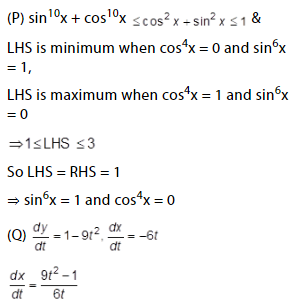 (P) sin¹⁰x + cos¹⁰x ≤ cos² x + sin² x ≤ 1 &
LHS is minimum when cos⁴x = 0 and sin⁶x
= 1,
LHS is maximum when cos⁴x = 1 and sin⁶x
= 0
⇒1≤LHS ≤3
So LHS = RHS = 1
⇒ sin⁶x = 1 and cos⁴x = 0
(Q) dy/dt = 1−9t², dx/dt = −6t
dx/dt = 9t²−1/6t